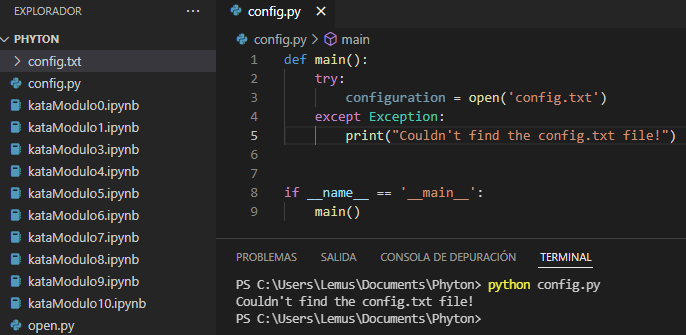 EXPLORADOR ...
PHYTON
config.txt
config.py
kataModulo0.ipynb
kataModulo1.ipynb
kataModulo3.ipynb
kataModulo4.ipynb
kataModulo5.ipynb
kataModulo6.ipynb
kataModulo7.ipynb
kataModulo8.ipynb
kataModulo9.ipynb
kataModulo10.ipynb
open.py
config.py
config.py > main
1 def main():
2     try:
3         configuration = open('config.txt')
4     except Exception:
5         print("Couldn't find the config.txt file!")
6
7
8 if __name__ == '__main__':
9     main()
PROBLEMAS SALIDA CONSOLA DE DEPURACIÓN TERMINAL
PS C:\Users\Lemus\Documents\Phyton> python config.py
Couldn't find the config.txt file!
PS C:\Users\Lemus\Documents\Phyton>